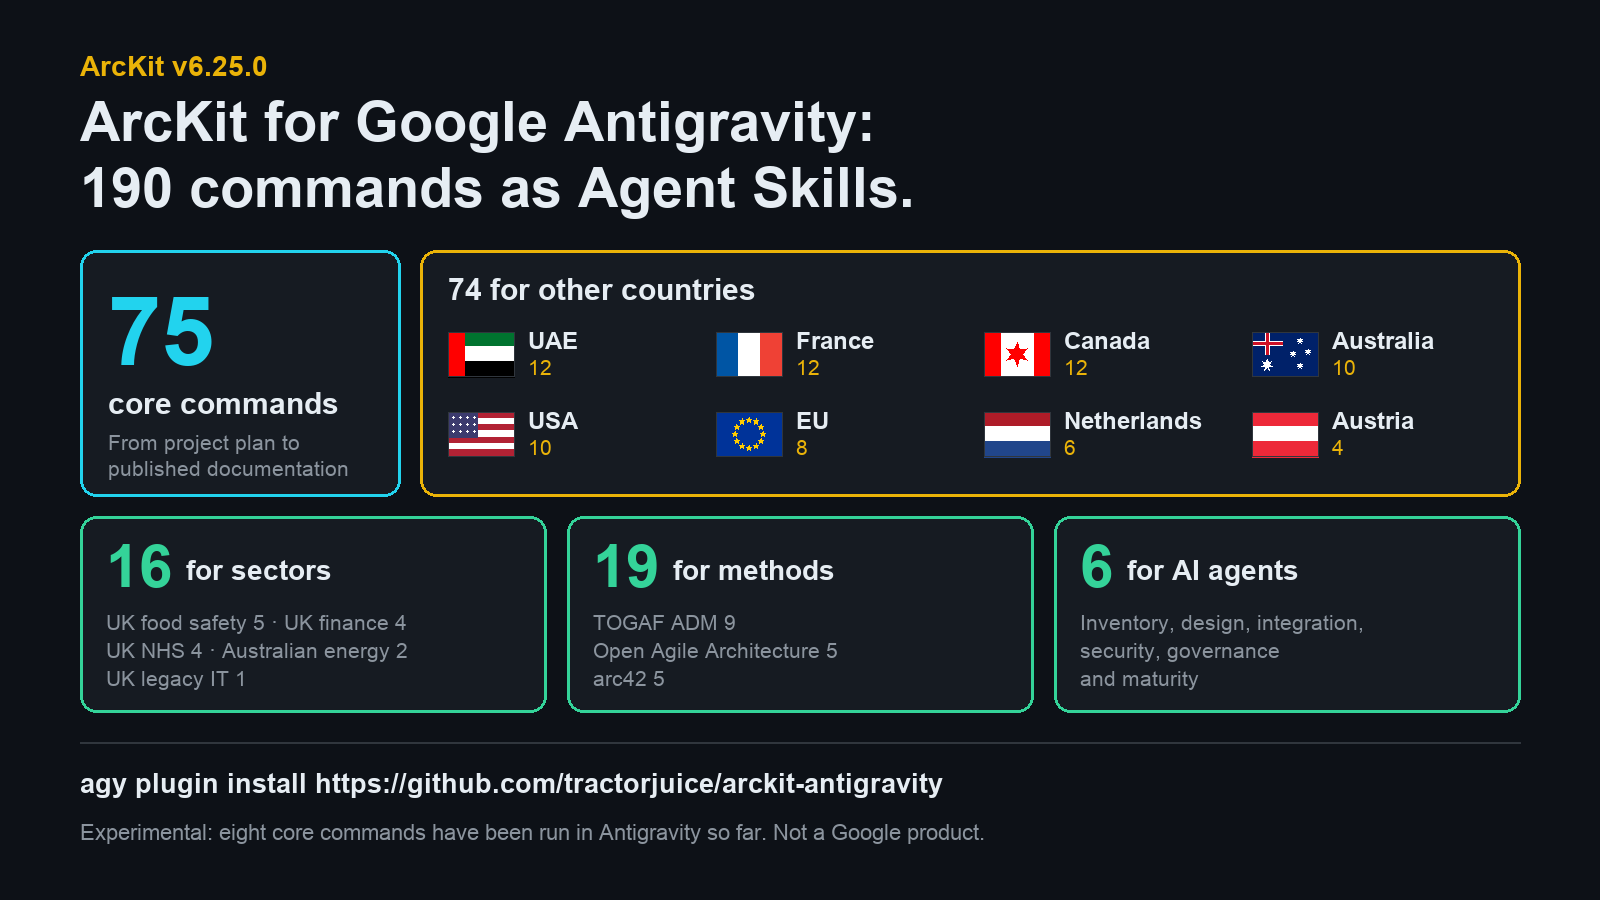 ArcKit v6.25.0
ArcKit for Google Antigravity:
190 commands as Agent Skills.
75
core commands
From project plan to
published documentation
74 for other countries
UAE
12
France
12
Canada
12
Australia
10
USA
10
EU
8
Netherlands
6
Austria
4
16 for sectors
UK food safety 5 · UK finance 4
UK NHS 4 · Australian energy 2
UK legacy IT 1
19 for methods
TOGAF ADM 9
Open Agile Architecture 5
arc42 5
6 for AI agents
Inventory, design, integration,
security, governance
and maturity
agy plugin install https://github.com/tractorjuice/arckit-antigravity
Experimental: eight core commands have been run in Antigravity so far. Not a Google product.